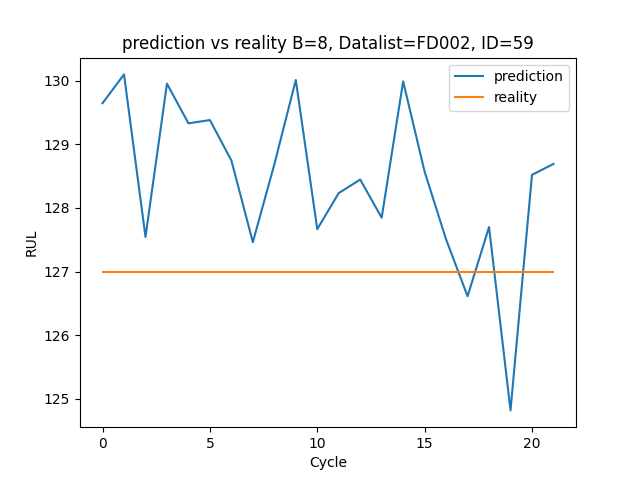 prediction vs reality B=8, Datalist=FD002, ID=59
prediction
reality
130
129
128
127
126
125
RUL
0 5 10 15 20
Cycle